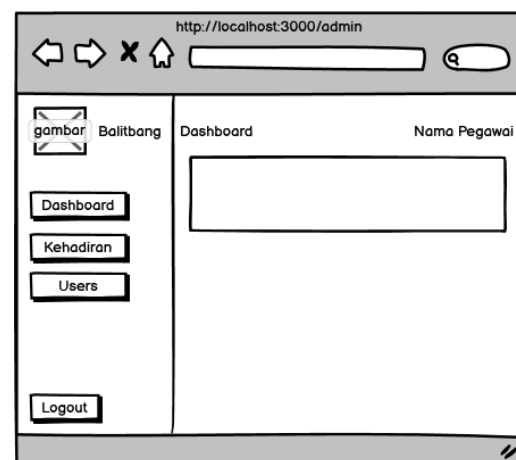 http://localhost:3000/admin
gambar Balitbang
Dashboard Nama Pegawai
Dashboard
Kehadiran
Users
Logout